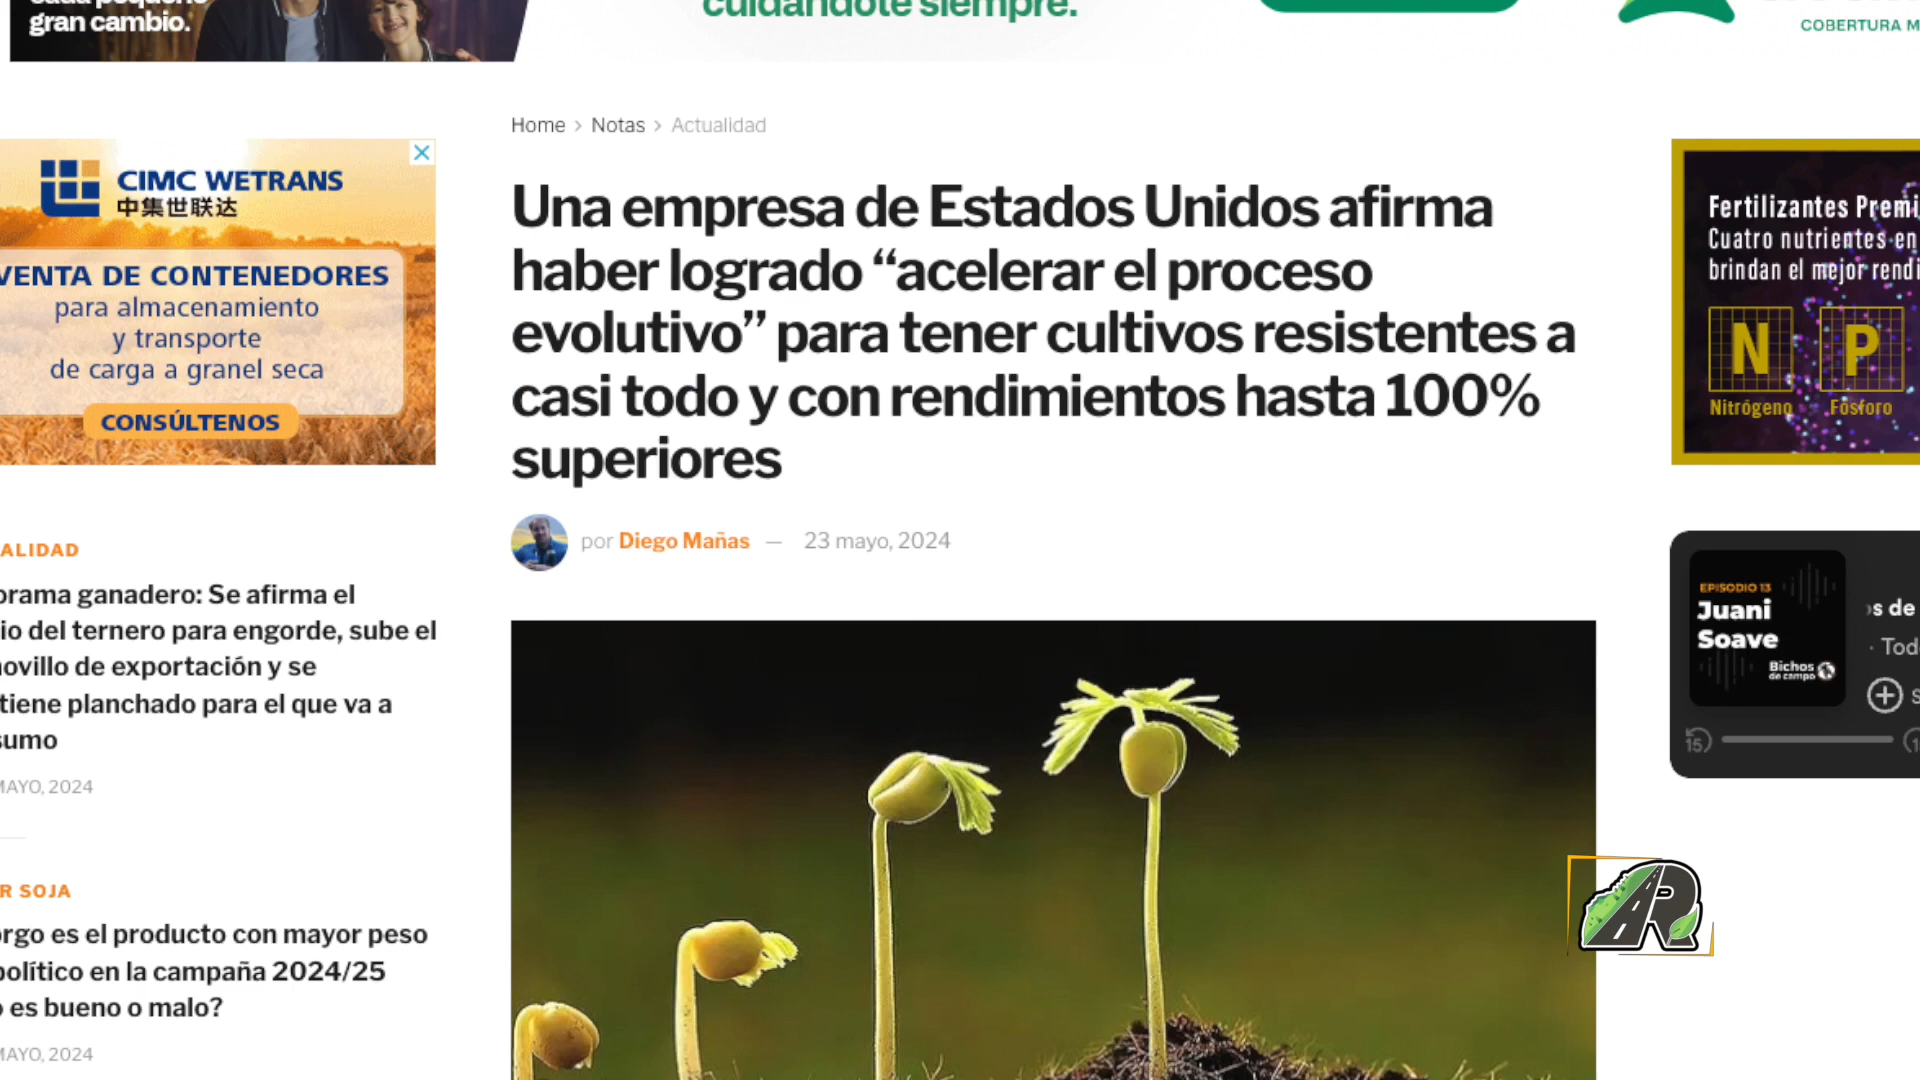 gran cambio.
cuidándote siempre.
Home > Notas > Actualidad
Una empresa de Estados Unidos afirma
haber logrado “acelerar el proceso
evolutivo” para tener cultivos resistentes a
casi todo y con rendimientos hasta 100%
superiores
por Diego Mañas — 23 mayo, 2024
CIMC WETRANS
中集世联达
VENTA DE CONTENEDORES
para almacenamiento
y transporte
de carga a granel seca
CONSÚLTENOS
ALIDAD
orama ganadero: Se afirma el
io del ternero para engorde, sube el
novillo de exportación y se
tiene planchado para el que va a
sumo
MAYO, 2024
R SOJA
orgo es el producto con mayor peso
político en la campaña 2024/25
o es bueno o malo?
MAYO, 2024
COBERTURA M
Fertilizantes Premi
Cuatro nutrientes en
brindan el mejor rendi
N P
Nitrógeno Fósforo
EPISODIO 13
Juani
Soave
Bichos
de campo
s de
· Tod
15
R